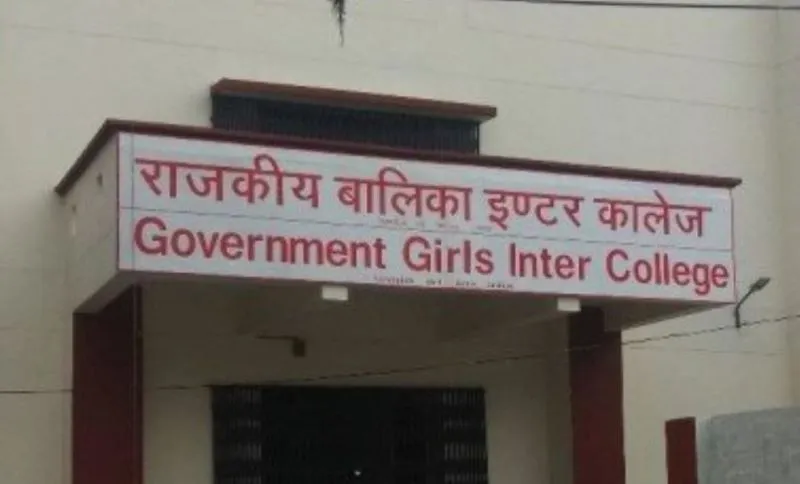 राजकीय बालिका इण्टर कालेज
Government Girls Inter College